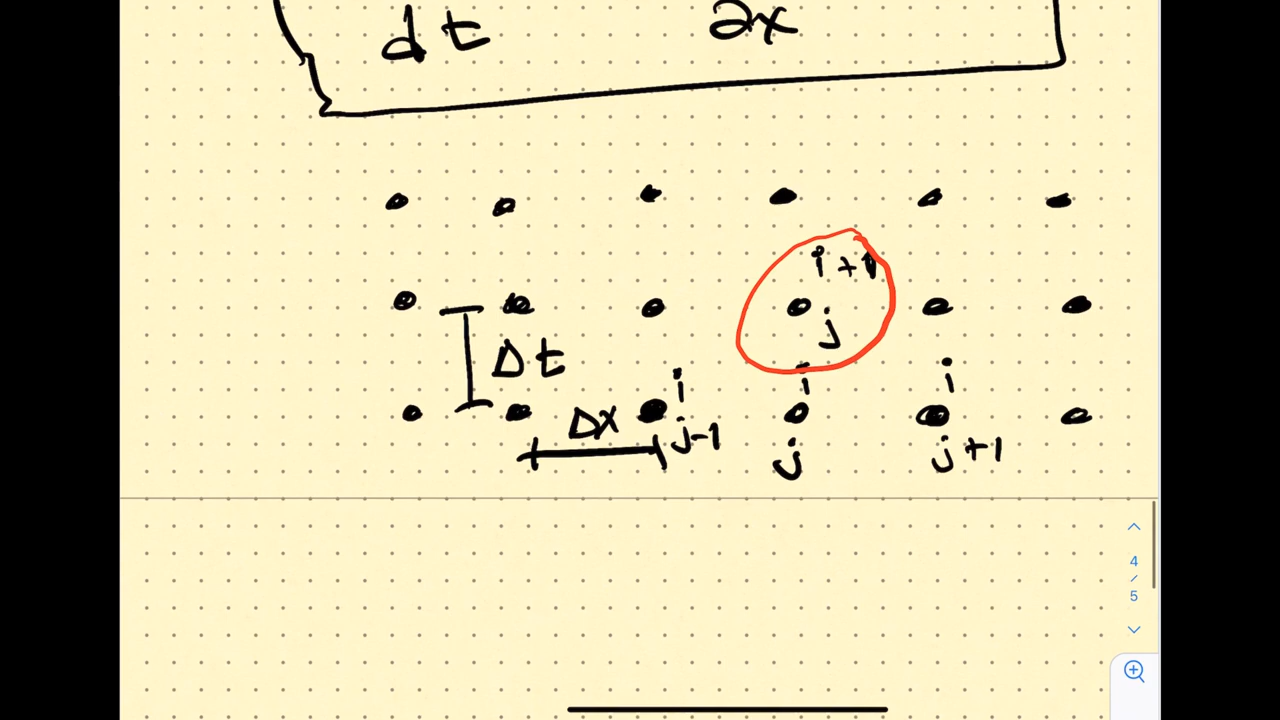 dt ∂x
i+1
j
Δt
i i i
Δx j-1 j j+1
4
/
5